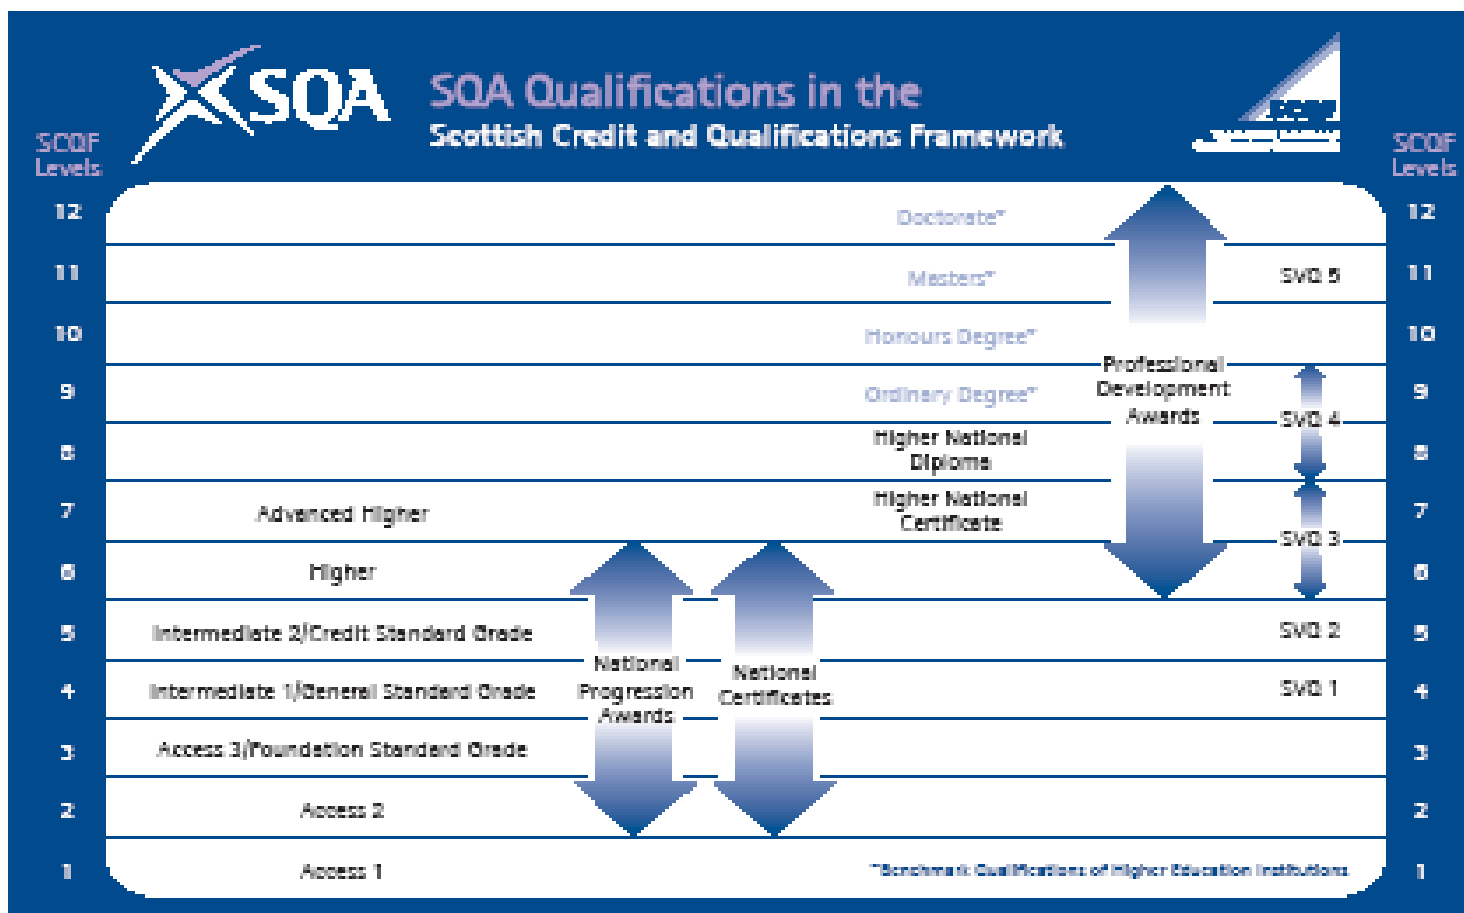 SQA
SQA Qualifications in the
Scottish Credit and Qualifications Framework
SCQF
Levels
SCQF
Levels
12
Doctorate*
12
11
Masters*
SVQ 5
11
10
Honours Degree*
10
9
Ordinary Degree*
9
Professional
Development
Awards
SVQ 4
8
Higher National
Diploma
8
7
Advanced Higher
Higher National
Certificate
7
SVQ 3
6
Higher
6
5
Intermediate 2/Credit Standard Grade
SVQ 2
5
National
Progression
Awards
National
Certificates
4
Intermediate 1/General Standard Grade
SVQ 1
4
3
Access 3/Foundation Standard Grade
3
2
Access 2
2
1
Access 1
*Benchmark Qualifications of Higher Education Institutions
1